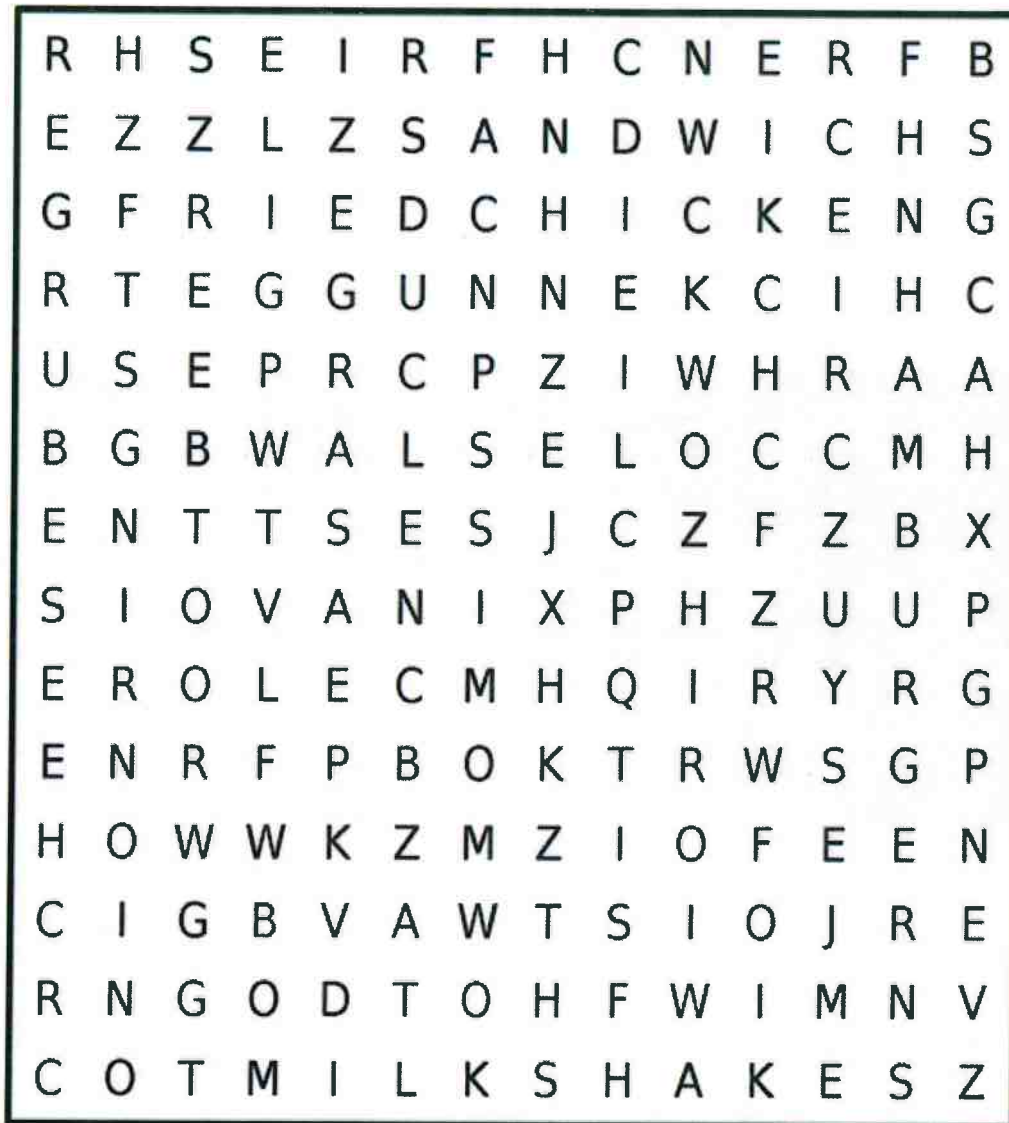 R H S E I R F H C N E R F B
E Z Z L Z S A N D W I C H S
G F R I E D C H I C K E N G
R T E G G U N N E K C I H C
U S E P R C P Z I W H R A A
B G B W A L S E L O C C M H
E N T T S E S J C Z F Z B X
S I O V A N I X P H Z U U P
E R O L E C M H Q I R Y R G
E N R F P B O K T R W S G P
H O W W K Z M Z I O F E E N
C I G B V A W T S I O J R E
R N G O D T O H F W I M N V
C O T M I L K S H A K E S Z